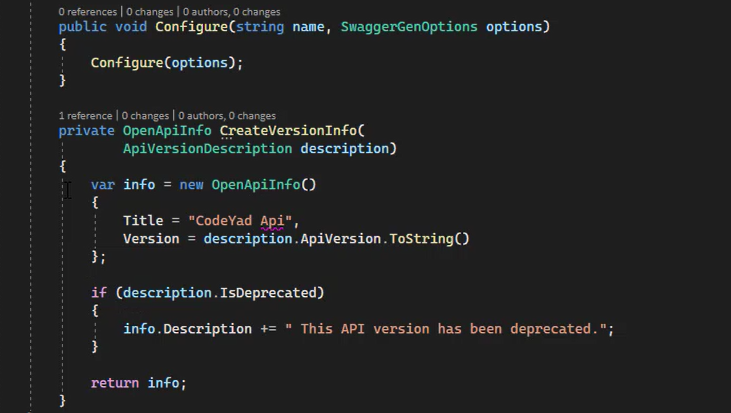 0 references | 0 changes | 0 authors, 0 changes
public void Configure(string name, SwaggerGenOptions options)
{
    Configure(options);
}
1 reference | 0 changes | 0 authors, 0 changes
private OpenApiInfo CreateVersionInfo(
        ApiVersionDescription description)
{
    var info = new OpenApiInfo()
    {
        Title = "CodeYad Api",
        Version = description.ApiVersion.ToString()
    };
    if (description.IsDeprecated)
    {
        info.Description += " This API version has been deprecated.";
    }
    return info;
}